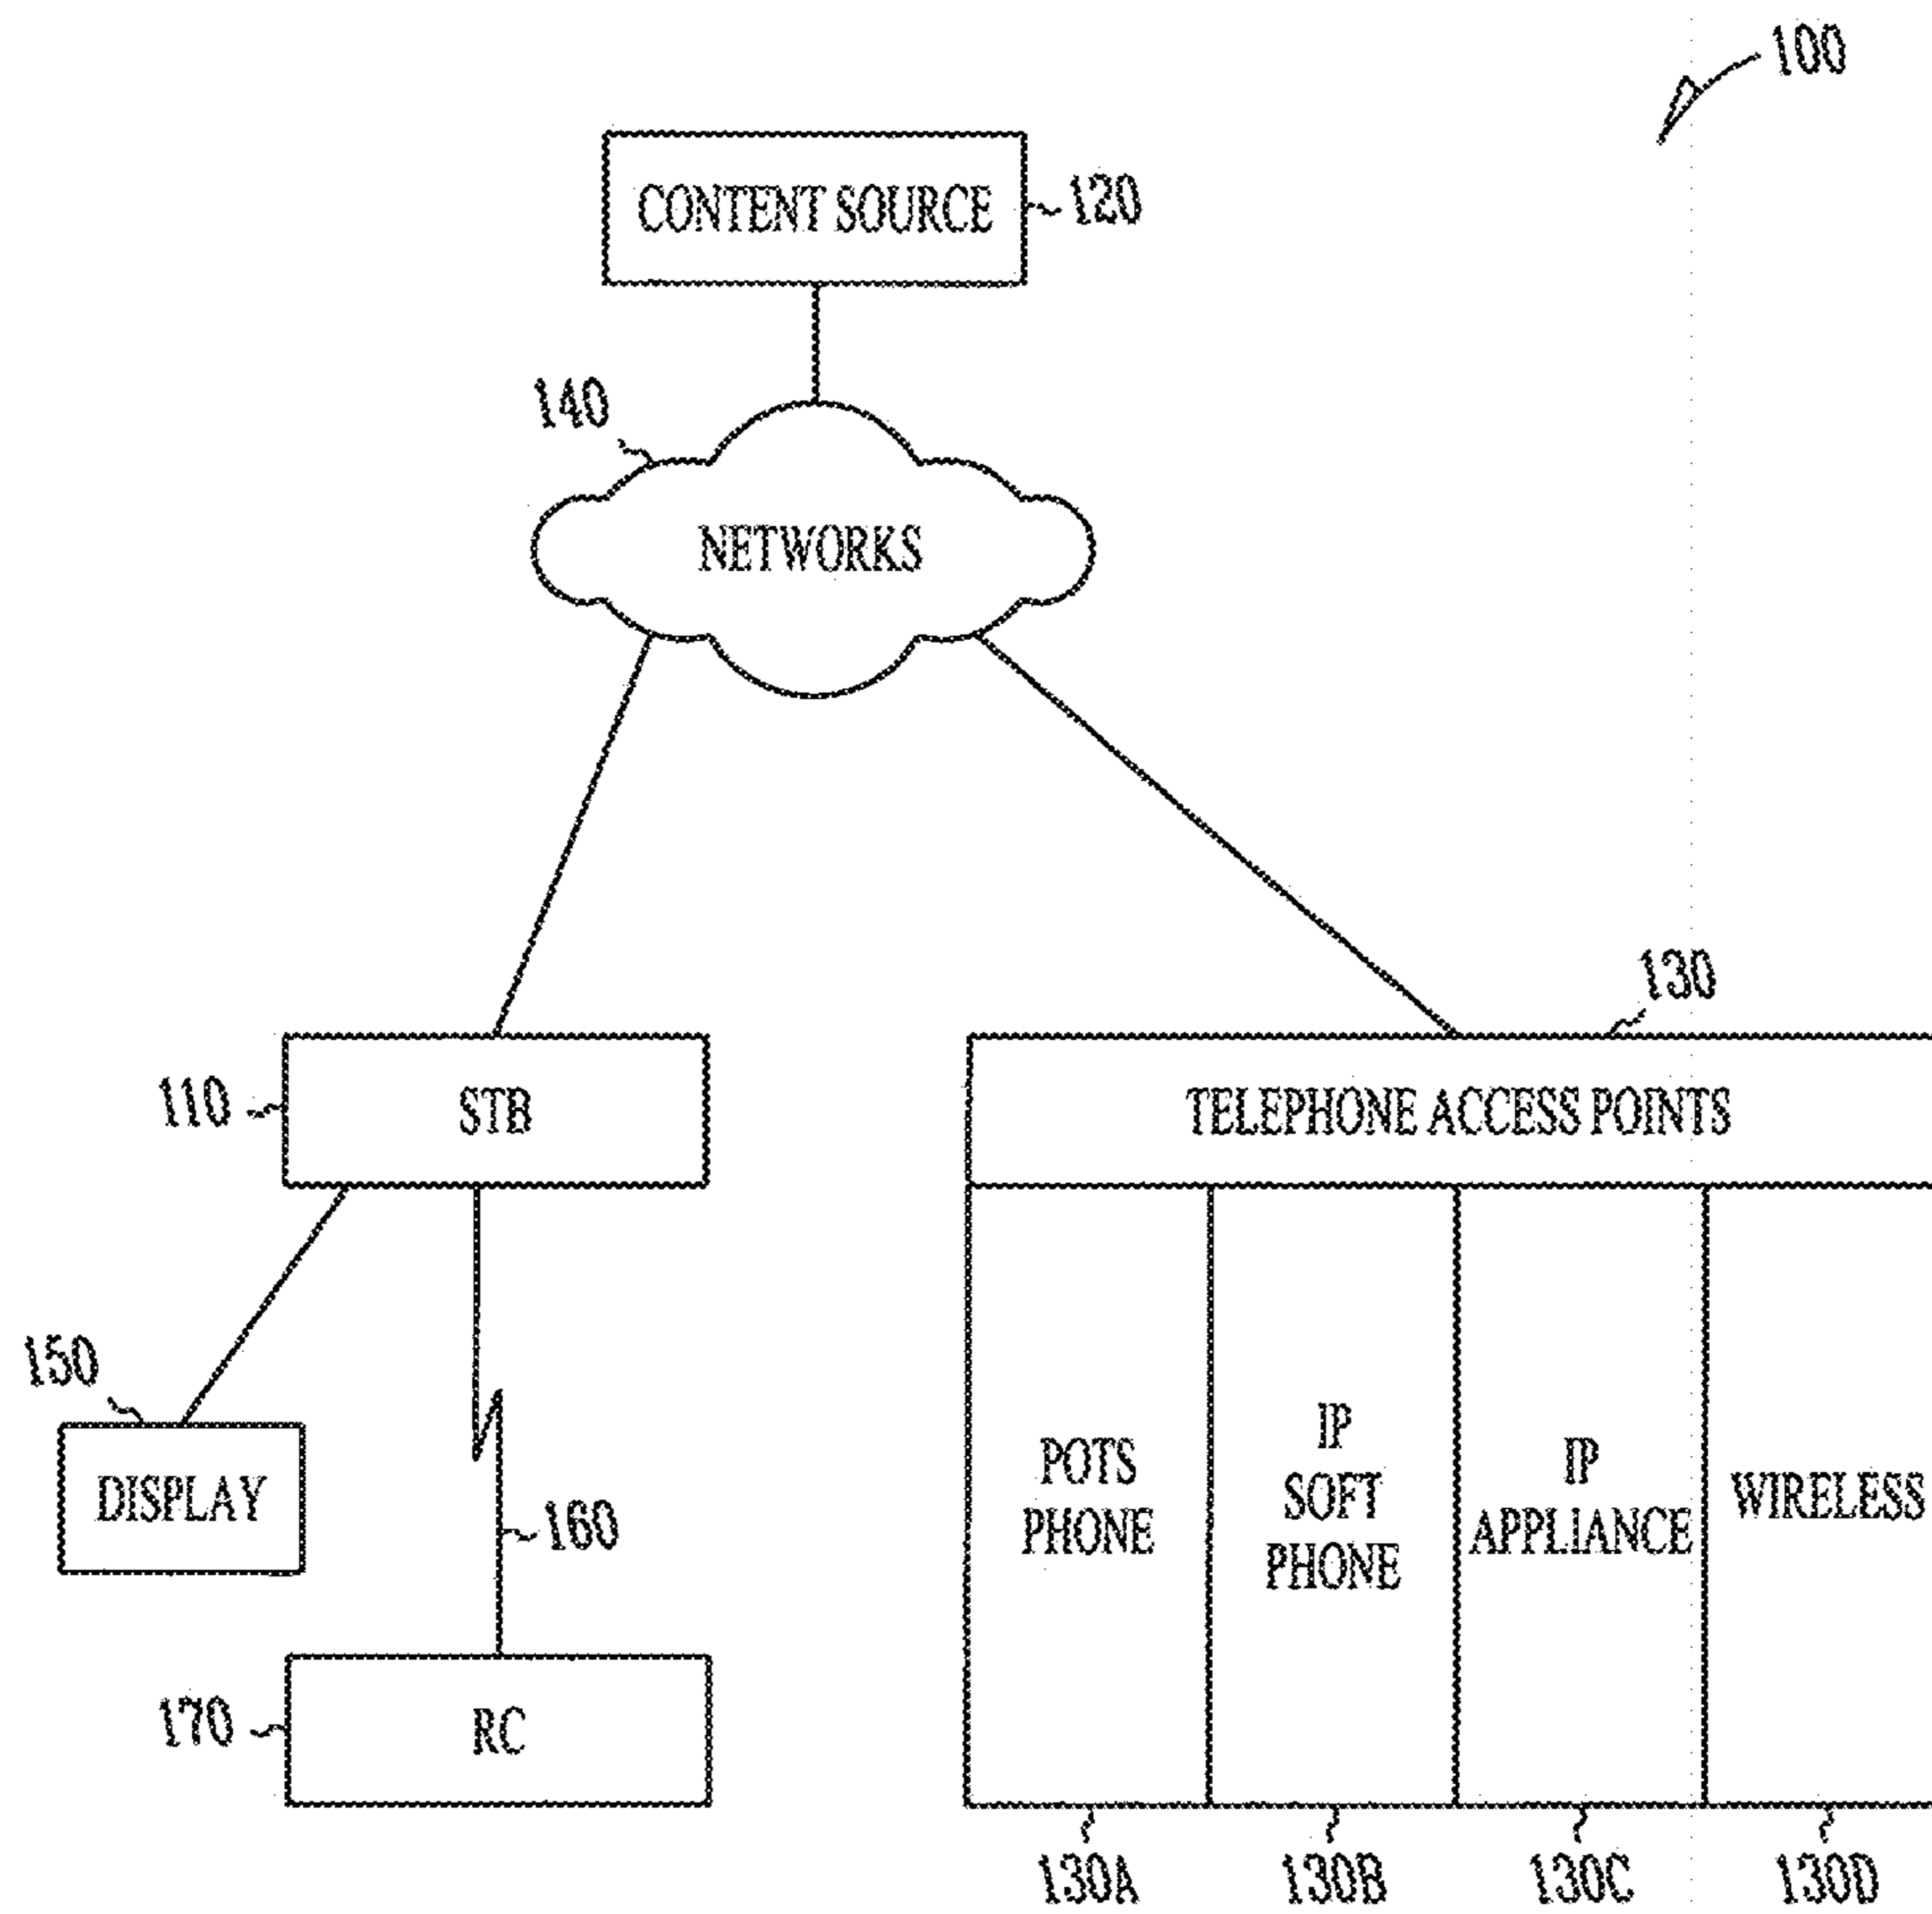 100
CONTENT SOURCE
120
140
NETWORKS
130
110
STB
TELEPHONE ACCESS POINTS
150
DISPLAY
160
170
RC
POTS
PHONE
IP
SOFT
PHONE
IP
APPLIANCE
WIRELESS
130A
130B
130C
130D